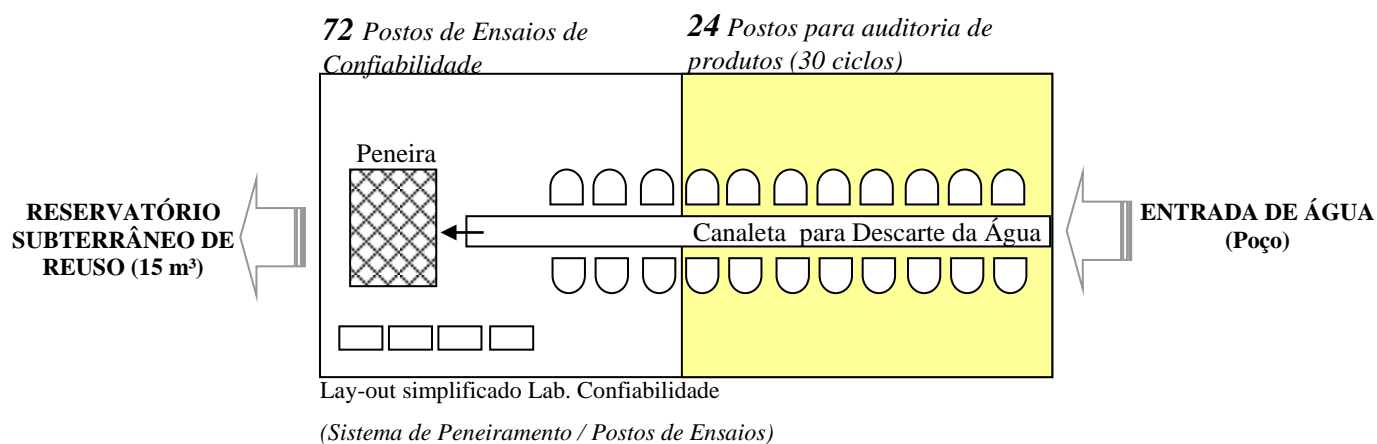 72 Postos de Ensaios de
Confiabilidade
24 Postos para auditoria de
produtos (30 ciclos)
Peneira
RESERVATÓRIO
SUBTERRÂNEO DE
REUSO (15 m³)
Canaleta para Descarte da Água
ENTRADA DE ÁGUA
(Poço)
Lay-out simplificado Lab. Confiabilidade
(Sistema de Peneiramento / Postos de Ensaios)